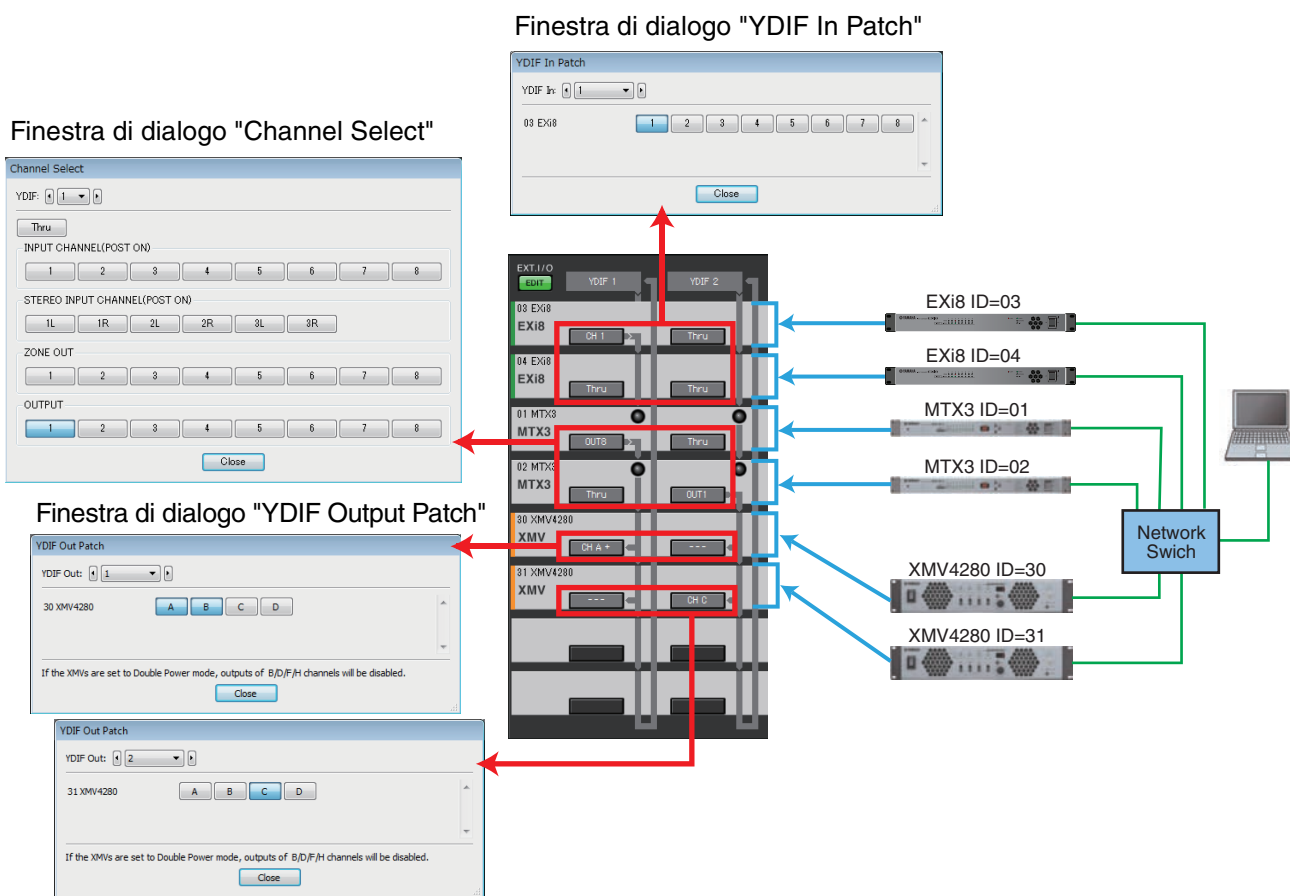 Finestra di dialogo "YDIF In Patch"
YDIF In Patch
YDIF In: 1
03 EXi8 1 2 3 4 5 6 7 8
Close
Finestra di dialogo "Channel Select"
Channel Select
YDIF: 1
Thru
INPUT CHANNEL(POST ON)
1 2 3 4 5 6 7 8
STEREO INPUT CHANNEL(POST ON)
1L 1R 2L 2R 3L 3R
ZONE OUT
1 2 3 4 5 6 7 8
OUTPUT
1 2 3 4 5 6 7 8
Close
EXT.I/O
EDIT YDIF 1 YDIF 2
03 EXi8
EXi8
CH 1 Thru
04 EXi8
EXi8
Thru Thru
01 MTX3
MTX3
OUT8 Thru
02 MTX3
MTX3
Thru OUT1
30 XMV4280
XMV
CH A + ---
31 XMV4280
XMV
--- CH C
EXi8 ID=03
EXi8 ID=04
MTX3 ID=01
MTX3 ID=02
Network
Swich
XMV4280 ID=30
XMV4280 ID=31
Finestra di dialogo "YDIF Output Patch"
YDIF Out Patch
YDIF Out: 1
30 XMV4280 A B C D
If the XMVs are set to Double Power mode, outputs of B/D/F/H channels will be disabled.
Close
YDIF Out Patch
YDIF Out: 2
31 XMV4280 A B C D
If the XMVs are set to Double Power mode, outputs of B/D/F/H channels will be disabled.
Close